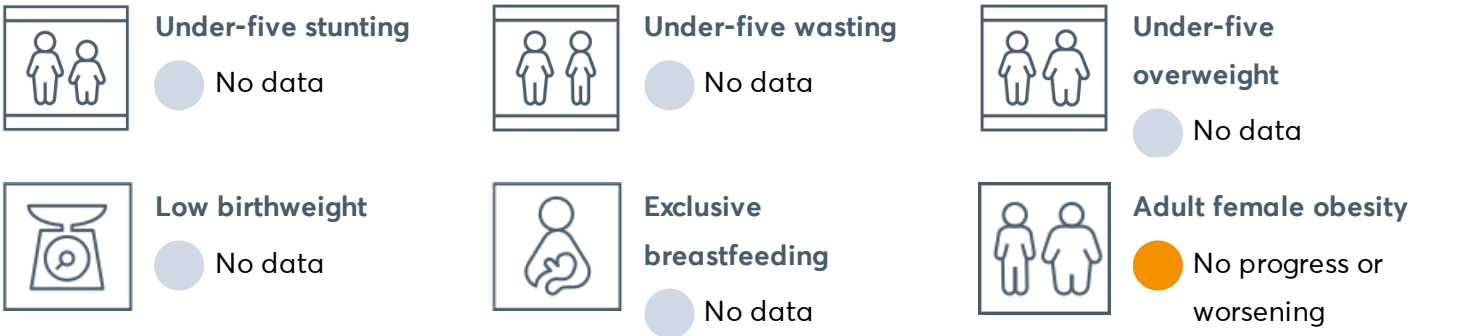 Under-five stunting
No data
Under-five wasting
No data
Under-five
overweight
No data
Low birthweight
No data
Exclusive
breastfeeding
No data
Adult female obesity
No progress or
worsening